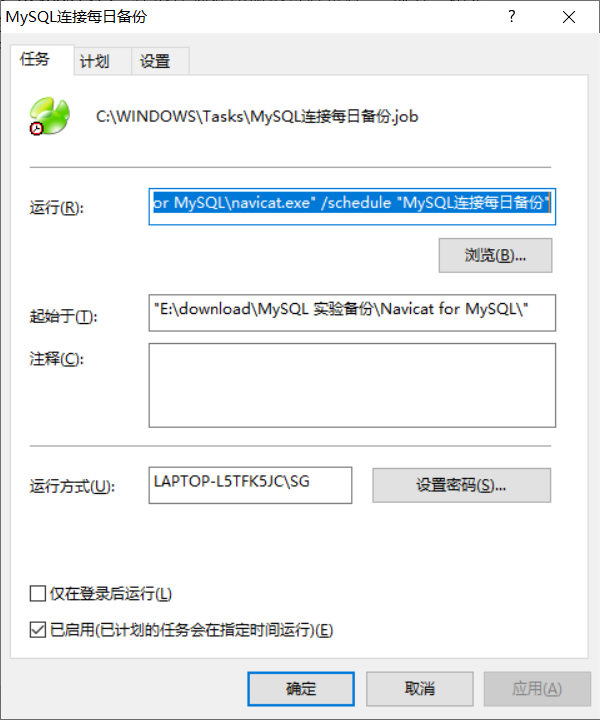 MySQL连接每日备份
任务 计划 设置
C:\WINDOWS\Tasks\MySQL连接每日备份.job
运行(R): or MySQL\navicat.exe" /schedule "MySQL连接每日备份"
浏览(B)...
起始于(T): "E:\download\MySQL 实验备份\Navicat for MySQL\"
注释(C):
运行方式(U): LAPTOP-L5TFK5JC\SG 设置密码(S)...
仅在登录后运行(L)
已启用(已计划的任务会在指定时间运行)(E)
确定 取消 应用(A)